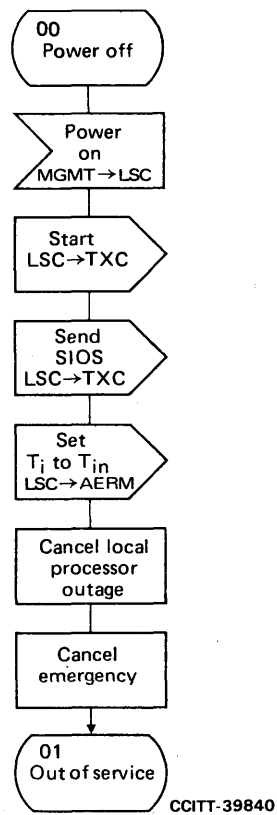 00
Power off
Power
on
MGMT→LSC
Start
LSC→TXC
Send
SIOS
LSC→TXC
Set
Ti to Tin
LSC→AERM
Cancel local
processor
outage
Cancel
emergency
01
Out of service
CCITT-39840